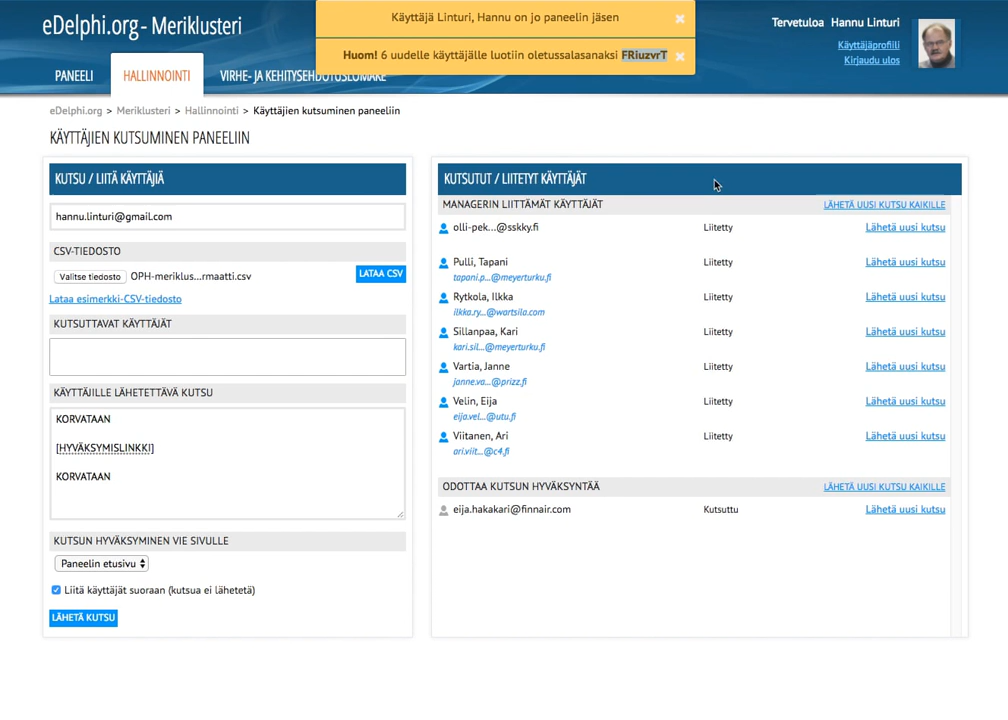 eDelphi.org - Meriklusteri
Käyttäjä Linturi, Hannu on jo paneelin jäsen
Huom! 6 uudelle käyttäjälle luotiin oletussalasanaksi FRiuzvrT
Tervetuloa Hannu Linturi
Käyttäjäprofiili
Kirjaudu ulos
PANEELI
HALLINNOINTI
VIRHE- JA KEHITYSEHDOTUSLOMAKE
eDelphi.org > Meriklusteri > Hallinnointi > Käyttäjien kutsuminen paneeliin
KÄYTTÄJIEN KUTSUMINEN PANEELIIN
KUTSU / LIITÄ KÄYTTÄJIÄ
hannu.linturi@gmail.com
CSV-TIEDOSTO
Valitse tiedosto OPH-meriklus...rmaatti.csv
LATAA CSV
Lataa esimerkki-CSV-tiedosto
KUTSUTTAVAT KÄYTTÄJÄT
KÄYTTÄJILLE LÄHETETTÄVÄ KUTSU
KORVATAAN
[HYVÄKSYMISLINKKI]
KORVATAAN
KUTSUN HYVÄKSYMINEN VIE SIVULLE
Paneelin etusivu
Liitä käyttäjät suoraan (kutsua ei lähetetä)
LÄHETÄ KUTSU
KUTSUTUT / LIITETYT KÄYTTÄJÄT
MANAGERIN LIITTÄMÄT KÄYTTÄJÄT LÄHETÄ UUSI KUTSU KAIKILLE
olli-pek...@sskky.fi Liitetty Lähetä uusi kutsu
Pulli, Tapani Liitetty Lähetä uusi kutsu
tapani.p...@meyerturku.fi
Rytkola, Ilkka Liitetty Lähetä uusi kutsu
ilkka.ry...@wartsila.com
Sillanpaa, Kari Liitetty Lähetä uusi kutsu
kari.sil...@meyerturku.fi
Vartia, Janne Liitetty Lähetä uusi kutsu
janne.va...@prizz.fi
Velin, Eija Liitetty Lähetä uusi kutsu
eija.vel...@utu.fi
Viitanen, Ari Liitetty Lähetä uusi kutsu
ari.viit...@c4.fi
ODOTTAA KUTSUN HYVÄKSYNTÄÄ LÄHETÄ UUSI KUTSU KAIKILLE
eija.hakakari@finnair.com Kutsuttu Lähetä uusi kutsu